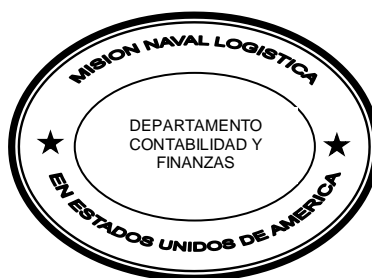 MISION NAVAL LOGISTICA
DEPARTAMENTO
CONTABILIDAD Y
FINANZAS
EN ESTADOS UNIDOS DE AMERICA